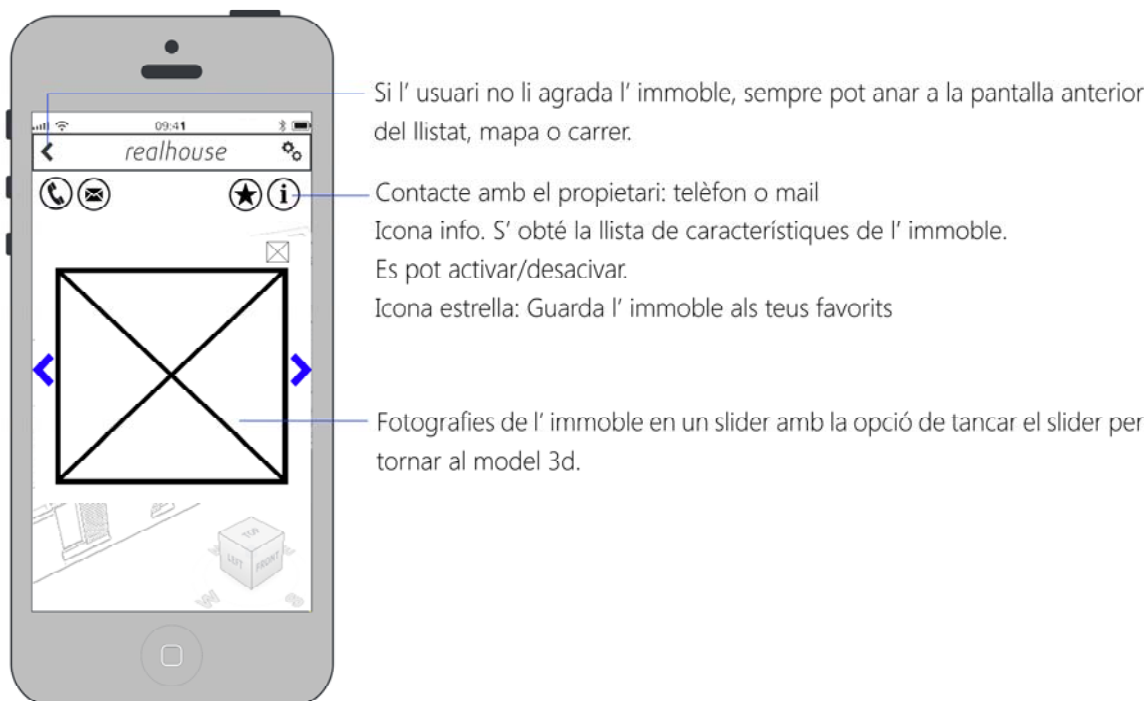 09:41
realhouse
Si l' usuari no li agrada l' immoble, sempre pot anar a la pantalla anterior
del llistat, mapa o carrer.
Contacte amb el propietari: telèfon o mail
Icona info. S' obté la llista de característiques de l' immoble.
Es pot activar/desacivar.
Icona estrella: Guarda l' immoble als teus favorits
Fotografies de l' immoble en un slider amb la opció de tancar el slider per
tornar al model 3d.
TOP
LEFT FRONT
W S